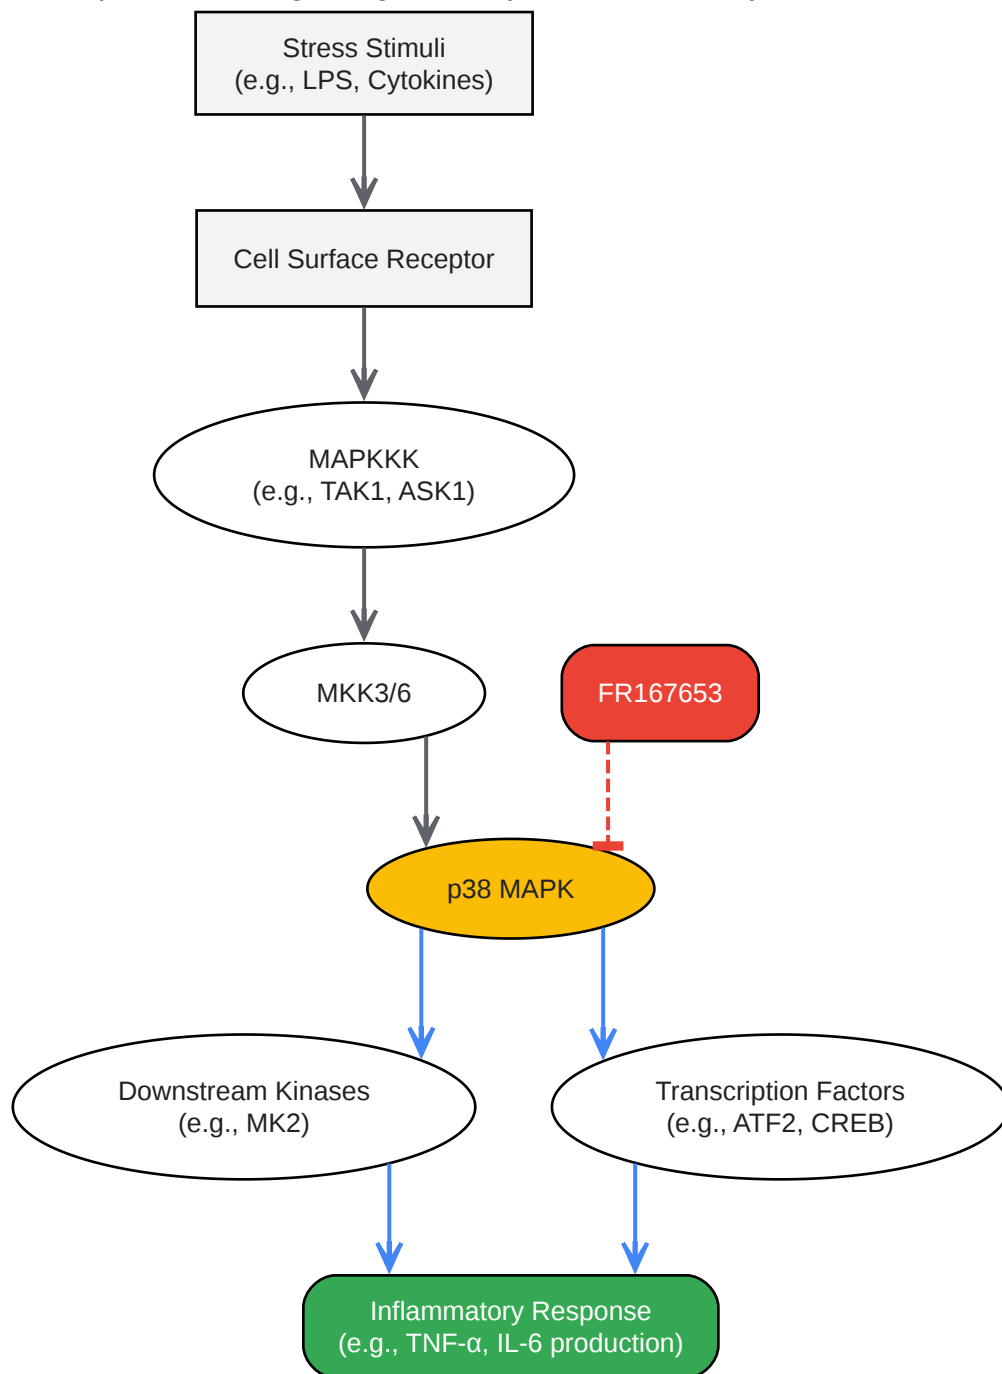 Stress Stimuli
(e.g., LPS, Cytokines)
Cell Surface Receptor
MAPKKK
(e.g., TAK1, ASK1)
MKK3/6
FR167653
p38 MAPK
Downstream Kinases
(e.g., MK2)
Transcription Factors
(e.g., ATF2, CREB)
Inflammatory Response
(e.g., TNF-α, IL-6 production)